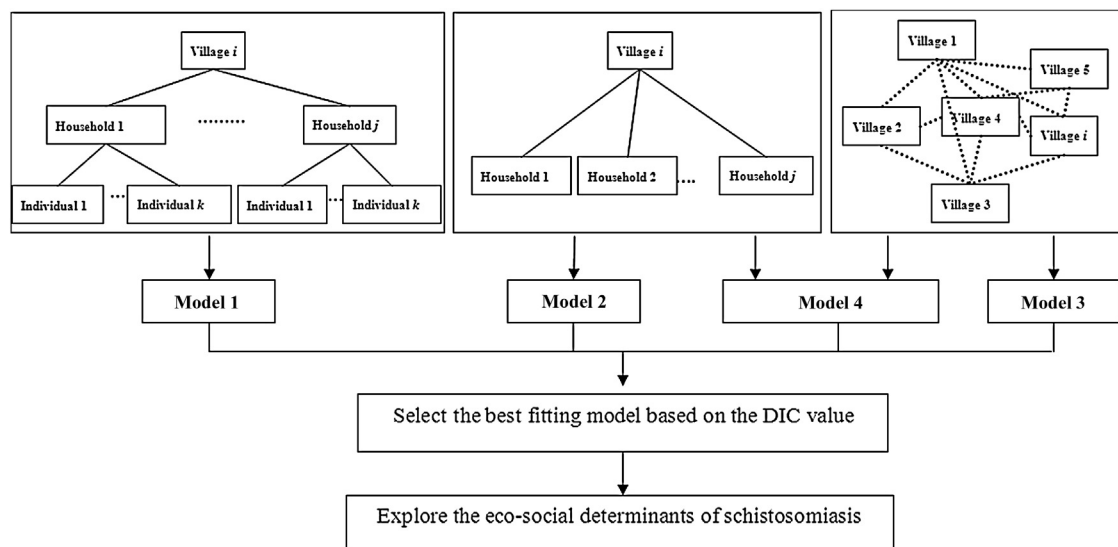 Village i
Household 1
Household j
Individual 1
Individual k
Individual 1
Individual k
Village i
Household 1
Household 2
Household j
Village 1
Village 5
Village 2
Village 4
Village i
Village 3
Model 1
Model 2
Model 4
Model 3
Select the best fitting model based on the DIC value
Explore the eco-social determinants of schistosomiasis